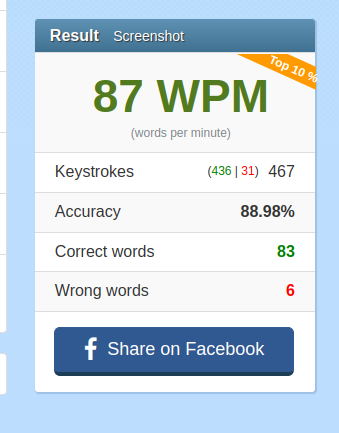 Result Screenshot
Top 10 %
87 WPM
(words per minute)
Keystrokes (436 | 31) 467
Accuracy 88.98%
Correct words 83
Wrong words 6
Share on Facebook